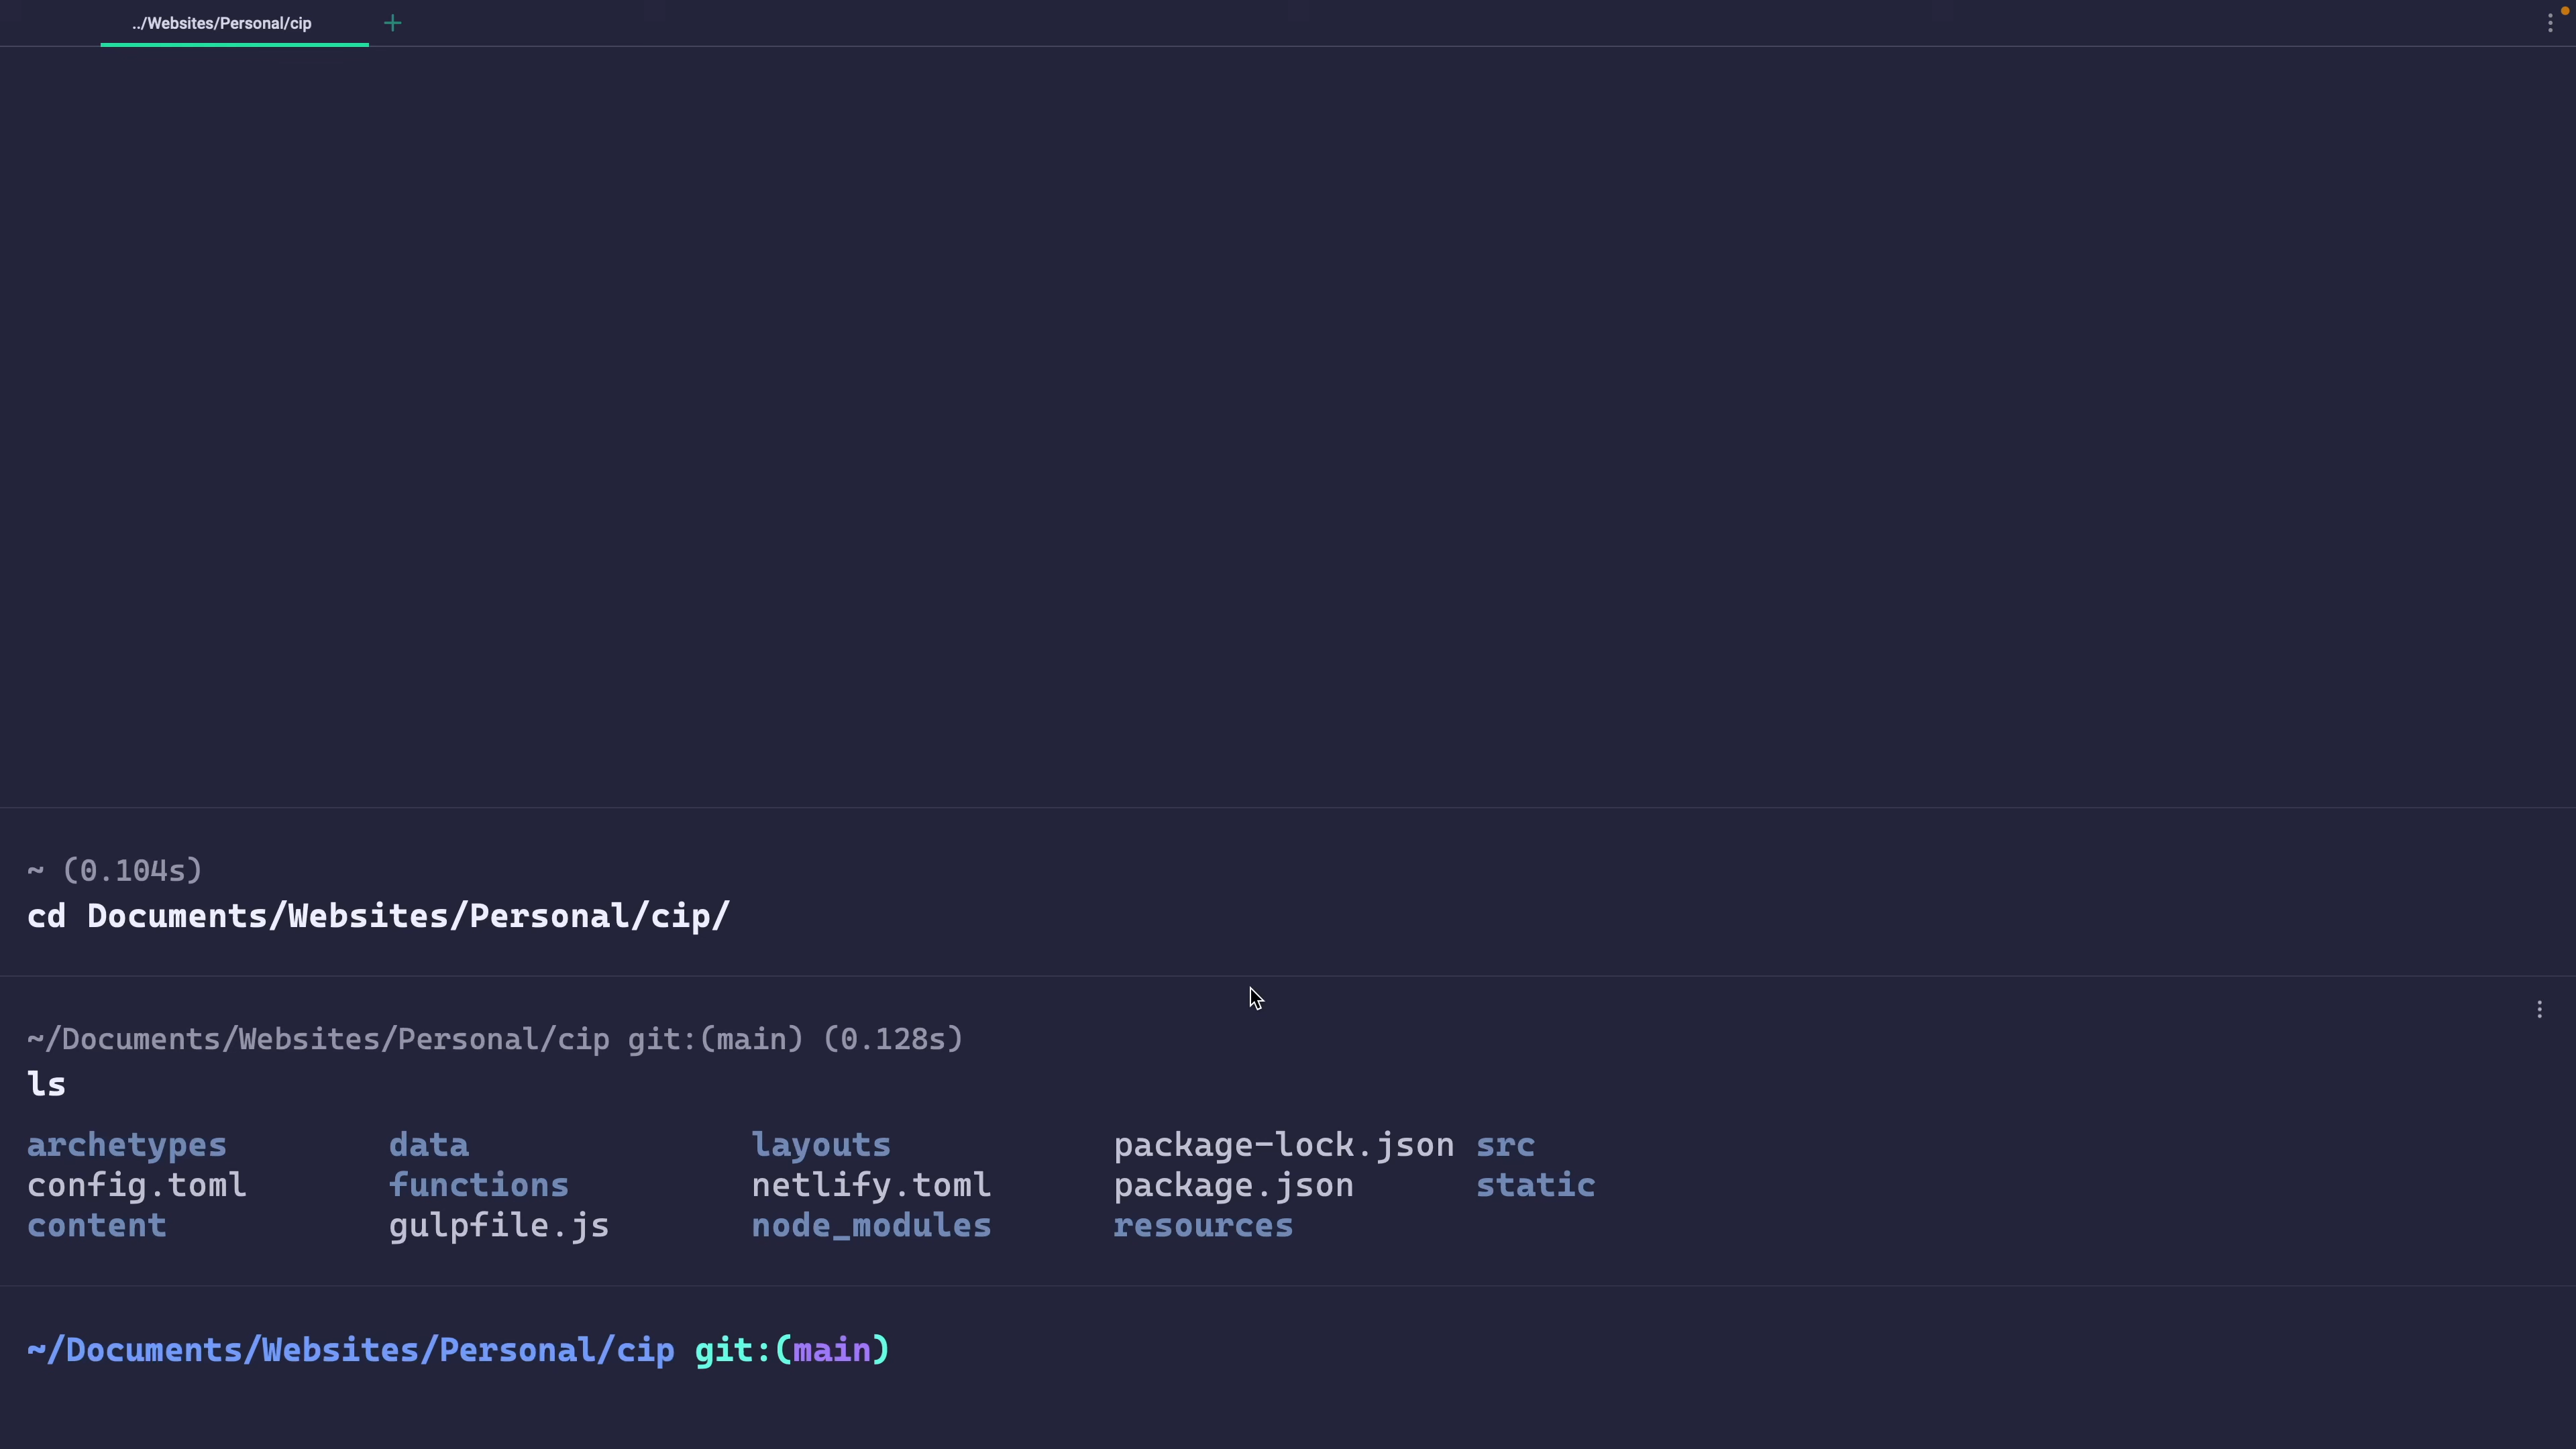 ../Websites/Personal/cip +
~ (0.104s)
cd Documents/Websites/Personal/cip/
~/Documents/Websites/Personal/cip git:(main) (0.128s)
ls
archetypes data layouts package-lock.json src
config.toml functions netlify.toml package.json static
content gulpfile.js node_modules resources
~/Documents/Websites/Personal/cip git:(main)